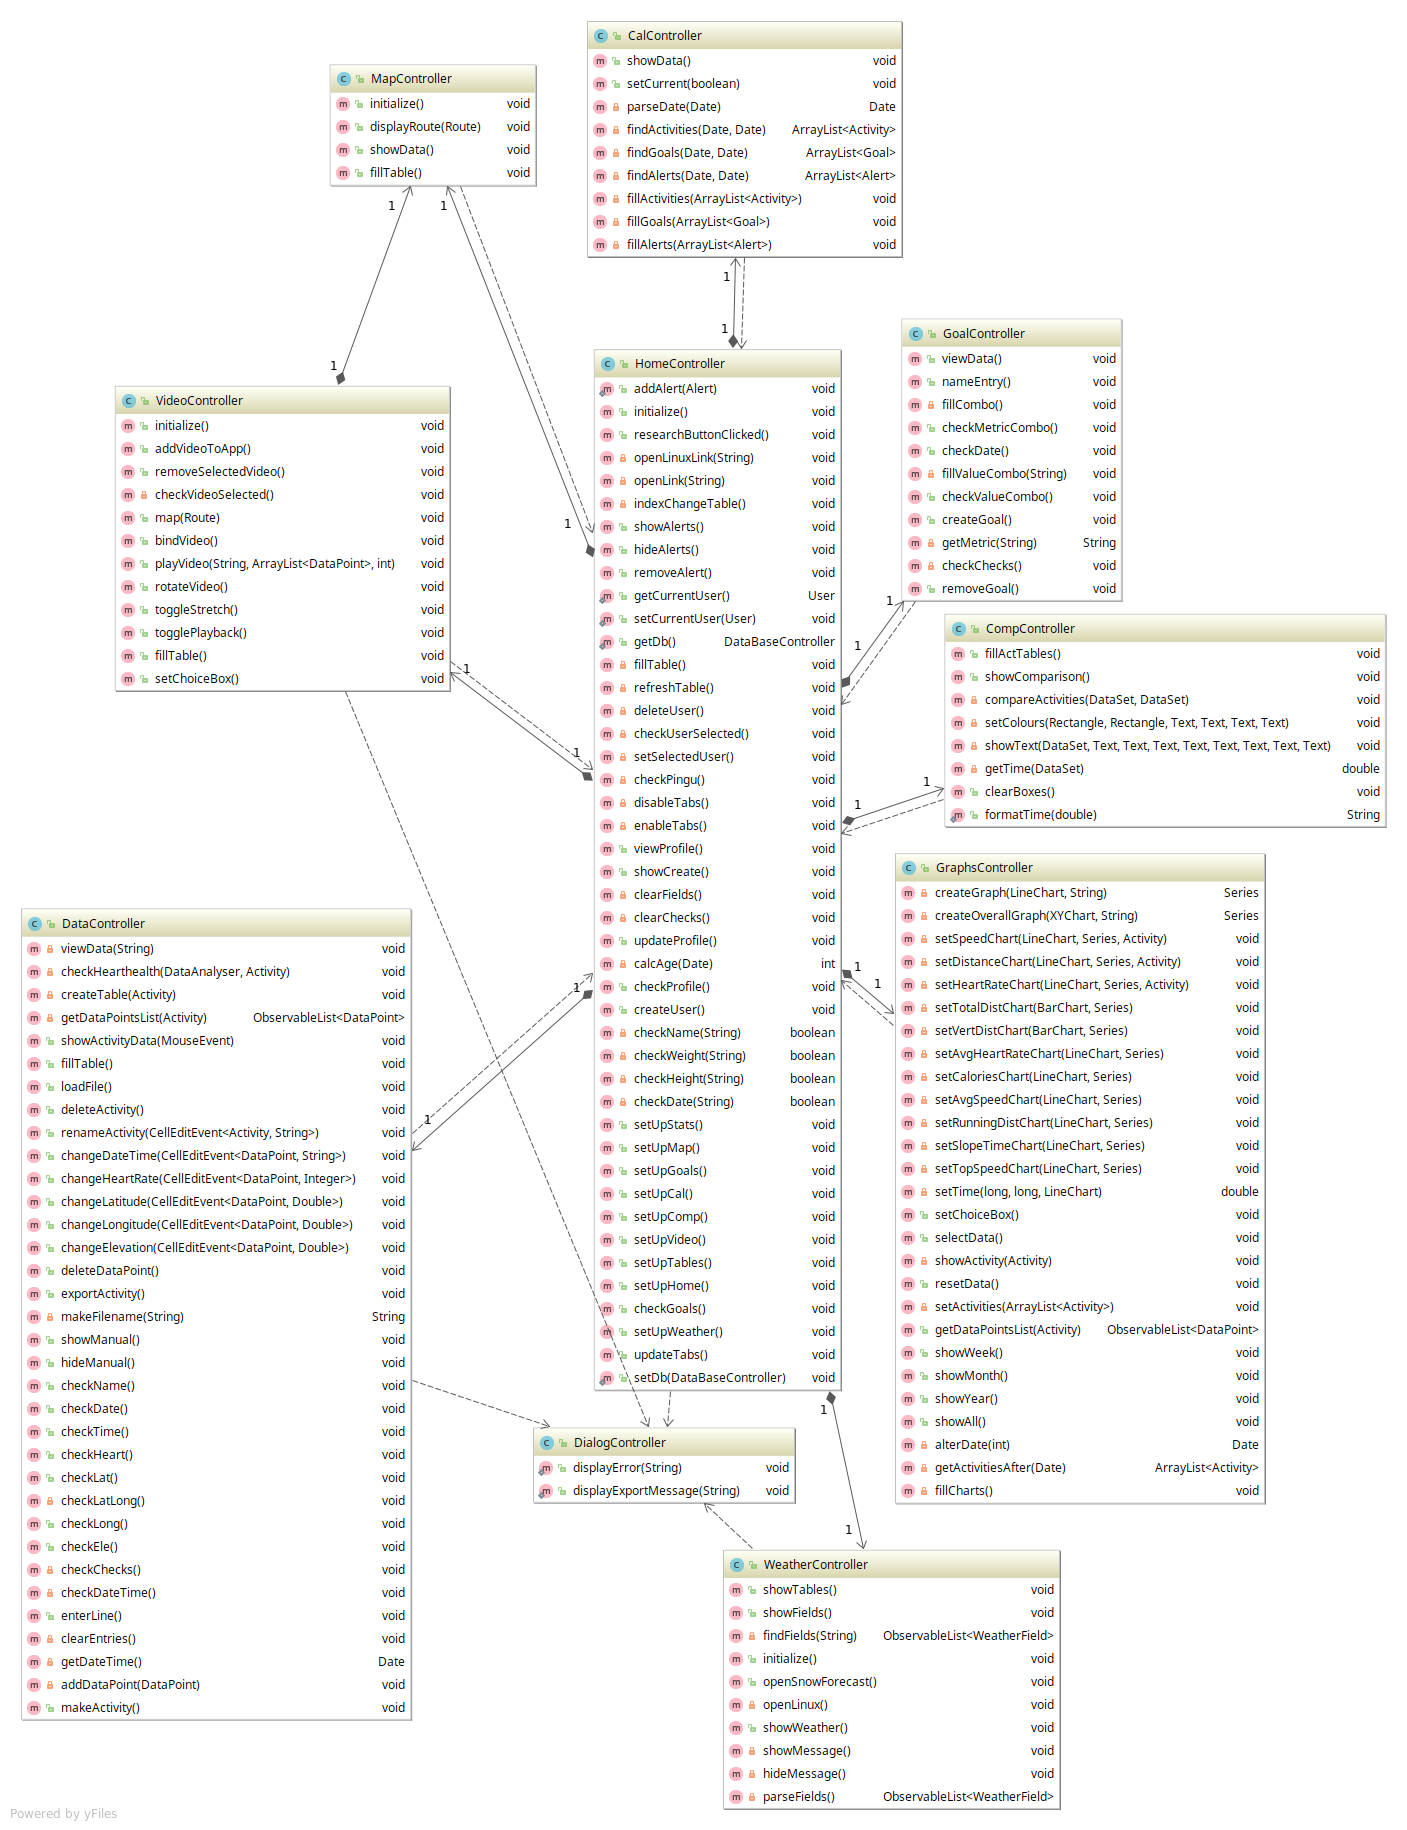 CalController
showData() void
setCurrent(boolean) void
parseDate(Date) Date
findActivities(Date, Date) ArrayList<Activity>
findGoals(Date, Date) ArrayList<Goal>
findAlerts(Date, Date) ArrayList<Alert>
fillActivities(ArrayList<Activity>) void
fillGoals(ArrayList<Goal>) void
fillAlerts(ArrayList<Alert>) void
MapController
initialize() void
displayRoute(Route) void
showData() void
fillTable() void
1
1
1
1
1
1
VideoController
initialize() void
addVideoToApp() void
removeSelectedVideo() void
checkVideoSelected() void
map(Route) void
bindVideo() void
playVideo(String, ArrayList<DataPoint>, int) void
rotateVideo() void
toggleStretch() void
togglePlayback() void
fillTable() void
setChoiceBox() void
1
1
HomeController
addAlert(Alert) void
initialize() void
researchButtonClicked() void
openLinuxLink(String) void
openLink(String) void
indexChangeTable() void
showAlerts() void
hideAlerts() void
removeAlert() void
getCurrentUser() User
setCurrentUser(User) void
getDb() DataBaseController
fillTable() void
refreshTable() void
deleteUser() void
checkUserSelected() void
setSelectedUser() void
checkPingu() void
disableTabs() void
enableTabs() void
viewProfile() void
showCreate() void
clearFields() void
clearChecks() void
updateProfile() void
calcAge(Date) int
checkProfile() void
createUser() void
checkName(String) boolean
checkWeight(String) boolean
checkHeight(String) boolean
checkDate(String) boolean
setUpStats() void
setUpMap() void
setUpGoals() void
setUpCal() void
setUpComp() void
setUpVideo() void
setUpTables() void
setUpHome() void
checkGoals() void
setUpWeather() void
updateTabs() void
setDb(DataBaseController) void
GoalController
viewData() void
nameEntry() void
fillCombo() void
checkMetricCombo() void
checkDate() void
fillValueCombo(String) void
checkValueCombo() void
createGoal() void
getMetric(String) String
checkChecks() void
removeGoal() void
1
1
CompController
fillActTables() void
showComparison() void
compareActivities(DataSet, DataSet) void
setColours(Rectangle, Rectangle, Text, Text, Text, Text) void
showText(DataSet, Text, Text, Text, Text, Text, Text, Text, Text) void
getTime(DataSet) double
clearBoxes() void
formatTime(double) String
1
1
GraphsController
createGraph(LineChart, String) Series
createOverallGraph(XYChart, String) Series
setSpeedChart(LineChart, Series, Activity) void
setDistanceChart(LineChart, Series, Activity) void
setHeartRateChart(LineChart, Series, Activity) void
setTotalDistChart(BarChart, Series) void
setVertDistChart(BarChart, Series) void
setAvgHeartRateChart(LineChart, Series) void
setCaloriesChart(LineChart, Series) void
setAvgSpeedChart(LineChart, Series) void
setRunningDistChart(LineChart, Series) void
setSlopeTimeChart(LineChart, Series) void
setTopSpeedChart(LineChart, Series) void
setTime(long, long, LineChart) double
setChoiceBox() void
selectData() void
showActivity(Activity) void
resetData() void
setActivities(ArrayList<Activity>) void
getDataPointsList(Activity) ObservableList<DataPoint>
showWeek() void
showMonth() void
showYear() void
showAll() void
alterDate(int) Date
getActivitiesAfter(Date) ArrayList<Activity>
fillCharts() void
1
1
DataController
viewData(String) void
checkHearthealth(DataAnalyser, Activity) void
createTable(Activity) void
getDataPointsList(Activity) ObservableList<DataPoint>
showActivityData(MouseEvent) void
fillTable() void
loadFile() void
deleteActivity() void
renameActivity(CellEditEvent<Activity, String>) void
changeDateTime(CellEditEvent<DataPoint, String>) void
changeHeartRate(CellEditEvent<DataPoint, Integer>) void
changeLatitude(CellEditEvent<DataPoint, Double>) void
changeLongitude(CellEditEvent<DataPoint, Double>) void
changeElevation(CellEditEvent<DataPoint, Double>) void
deleteDataPoint() void
exportActivity() void
makeFilename(String) String
showManual() void
hideManual() void
checkName() void
checkDate() void
checkTime() void
checkHeart() void
checkLat() void
checkLatLong() void
checkLong() void
checkEle() void
checkChecks() void
checkDateTime() void
enterLine() void
clearEntries() void
getDateTime() Date
addDataPoint(DataPoint) void
makeActivity() void
1
1
DialogController
displayError(String) void
displayExportMessage(String) void
1
1
WeatherController
showTables() void
showFields() void
findFields(String) ObservableList<WeatherField>
initialize() void
openSnowForecast() void
openLinux() void
showWeather() void
showMessage() void
hideMessage() void
parseFields() ObservableList<WeatherField>
Powered by yFiles